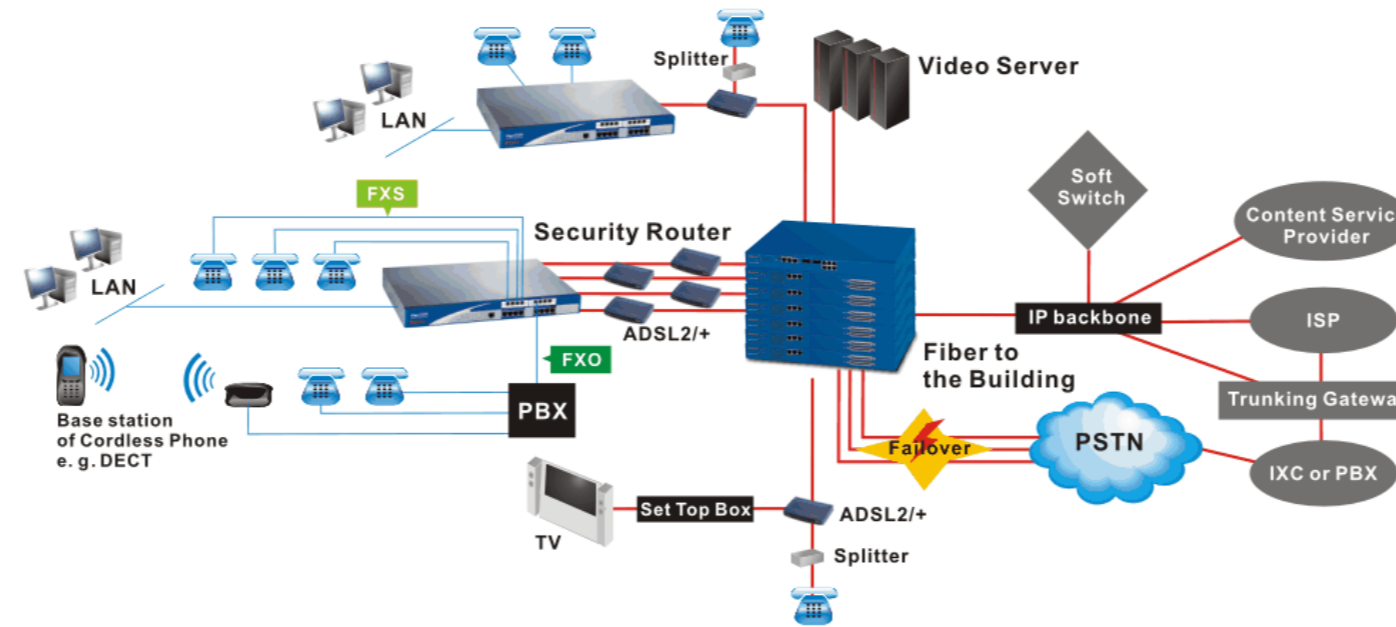 Splitter
Video Server
LAN
Soft
Switch
FXS
Content Servic
Provider
Security Router
LAN
IP backbone
ISP
ADSL2/+
FXO
Fiber to
the Building
Trunking Gatewa
PBX
Base station
of Cordless Phone
e. g. DECT
PSTN
Failover
IXC or PBX
Set Top Box
ADSL2/+
TV
Splitter